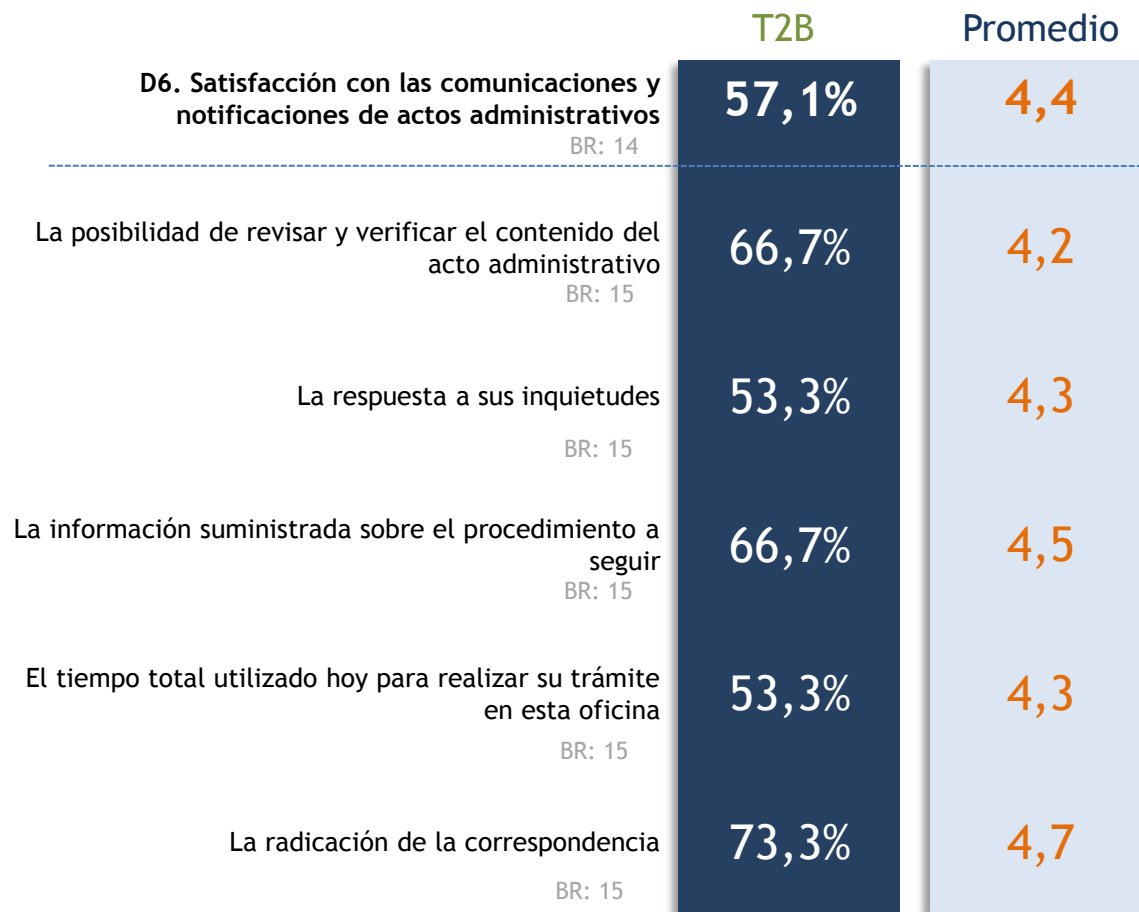 T2B Promedio
D6. Satisfacción con las comunicaciones y
notificaciones de actos administrativos
BR: 14
57,1% 4,4
La posibilidad de revisar y verificar el contenido del
acto administrativo
BR: 15
66,7% 4,2
La respuesta a sus inquietudes
BR: 15
53,3% 4,3
La información suministrada sobre el procedimiento a
seguir
BR: 15
66,7% 4,5
El tiempo total utilizado hoy para realizar su trámite
en esta oficina
BR: 15
53,3% 4,3
La radicación de la correspondencia
BR: 15
73,3% 4,7